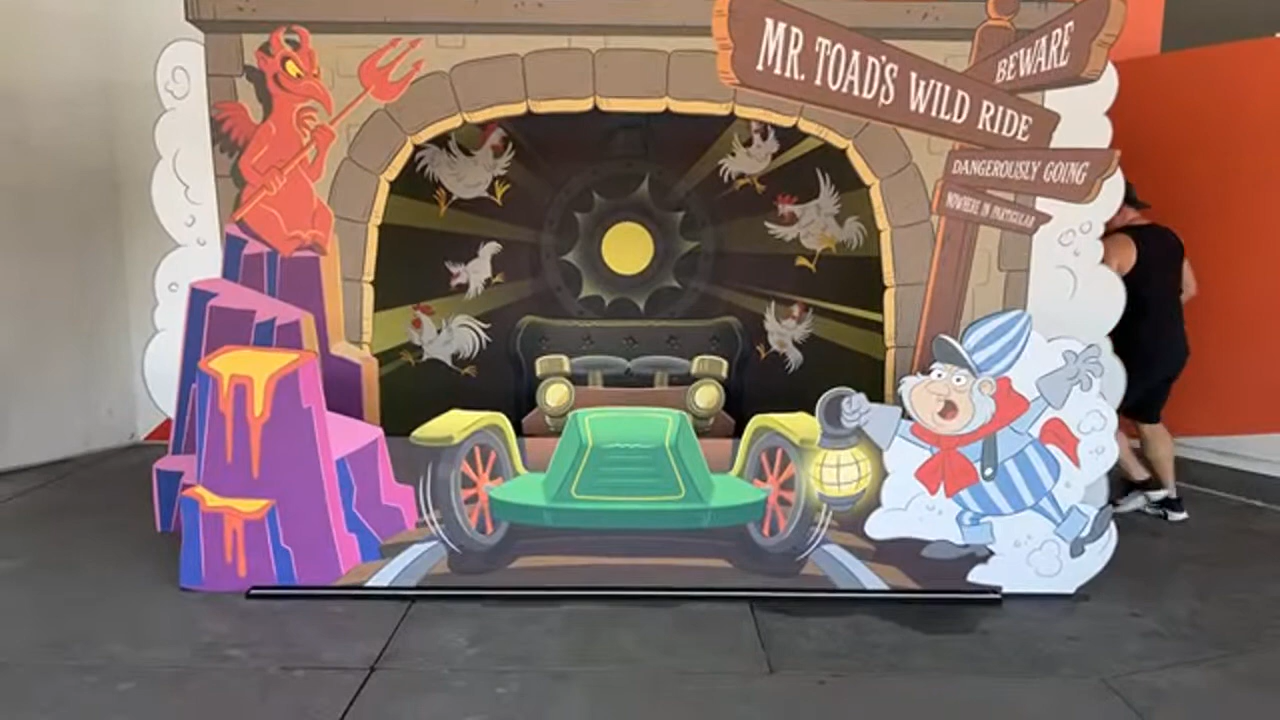 MR. TOAD'S WILD RIDE
BEWARE
DANGEROUSLY GOING
NOWHERE IN PARTICULAR